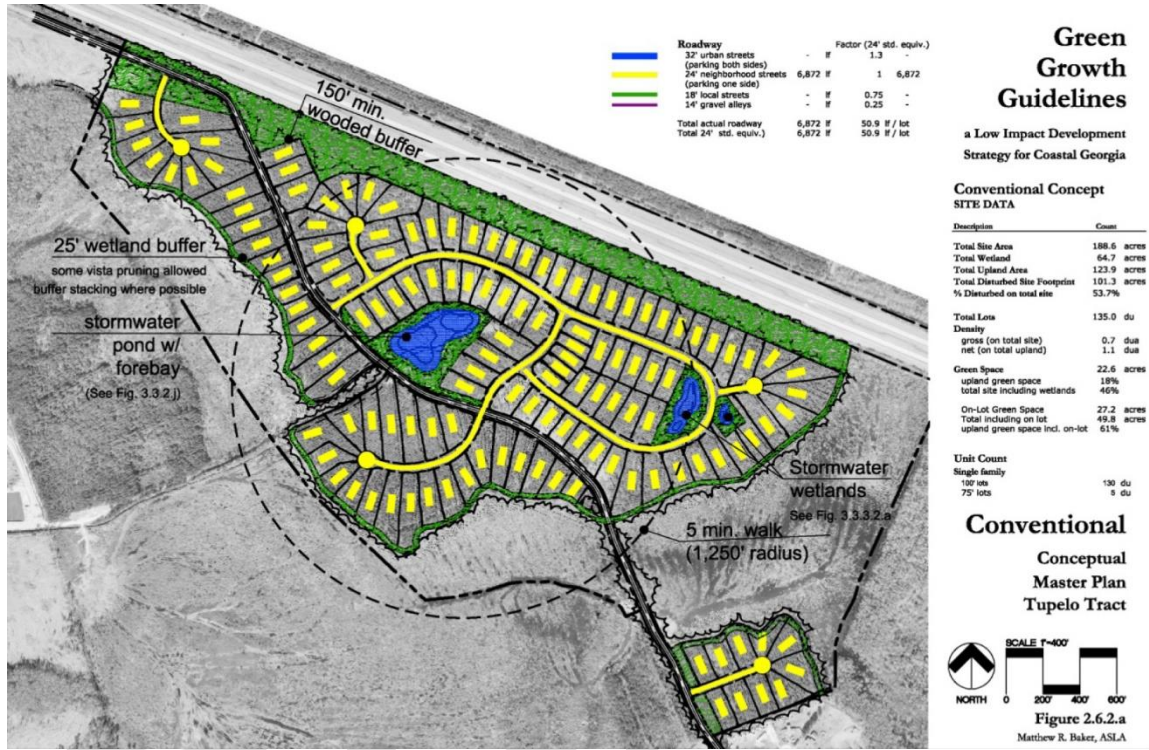 Green
Growth
Guidelines
a Low Impact Development
Strategy for Coastal Georgia
Conventional Concept
SITE DATA
Description Count
Total Site Area 188.6 acres
Total Wetland 64.7 acres
Total Upland Area 123.9 acres
Total Disturbed Site Footprint 101.3 acres
% Disturbed on total site 53.7%
Total Lots 135.0 du
Density
gross (on total site) 0.7 dua
net (on total upland) 1.1 dua
Green Space 22.6 acres
upland green space 18%
total site including wetlands 46%
On-Lot Green Space 27.2 acres
Total including on lot 49.8 acres
upland green space incl. on-lot 61%
Unit Count
Single family
100' lots 130 du
75' lots 5 du
Conventional
Conceptual
Master Plan
Tupelo Tract
SCALE 1"=400'
NORTH
0 200' 400' 600'
Figure 2.6.2.a
Matthew R. Baker, ASLA
Roadway Factor (24' std. equiv.)
32' urban streets - lf 1.3 -
(parking both sides)
24' neighborhood streets 6,872 lf 1 6,872
(parking one side)
18' local streets - lf 0.75 -
14' gravel alleys - lf 0.25 -
Total actual roadway 6,872 lf 50.9 lf / lot
Total 24' std. equiv.) 6,872 lf 50.9 lf / lot
150' min.
wooded buffer
25' wetland buffer
some vista pruning allowed
buffer stacking where possible
stormwater
pond w/
forebay
(See Fig. 3.3.2.j)
Stormwater
wetlands
See Fig. 3.3.3.2.a
5 min. walk
(1,250' radius)